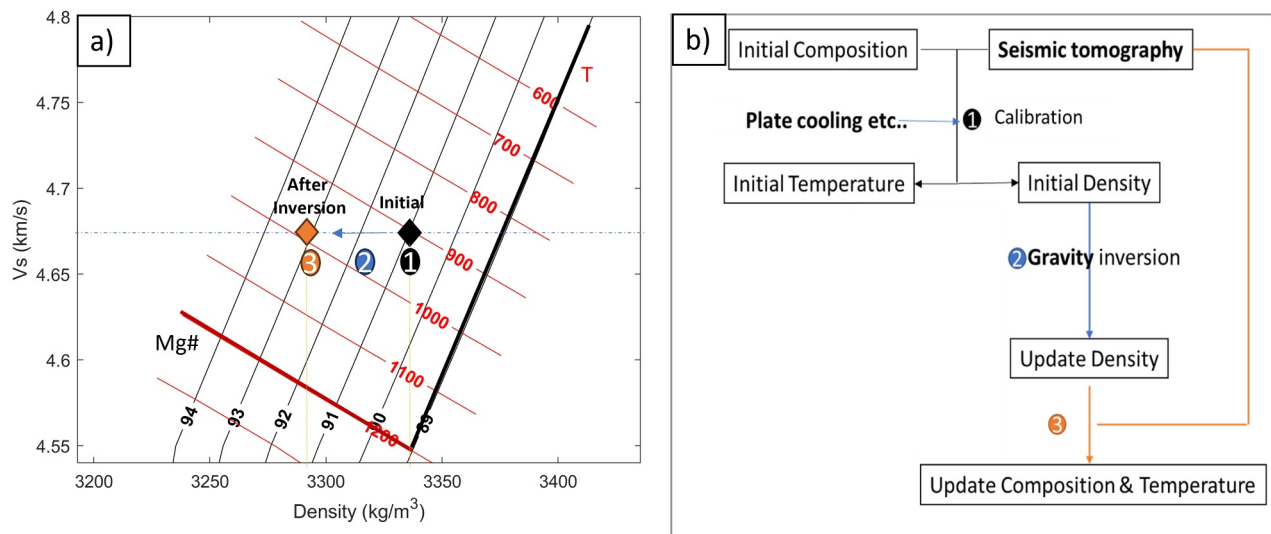 a)
4.8
4.75
4.7
4.65
4.6
4.55
Vs (km/s)
3200
3250
3300
3350
3400
Density (kg/m³)
T
600
700
800
900
1000
1100
1200
After
Inversion
Initial
3
2
1
Mg#
94
93
92
91
90
89
b)
Initial Composition
Seismic tomography
Plate cooling etc..
1 Calibration
Initial Temperature
Initial Density
2 Gravity inversion
Update Density
3
Update Composition & Temperature